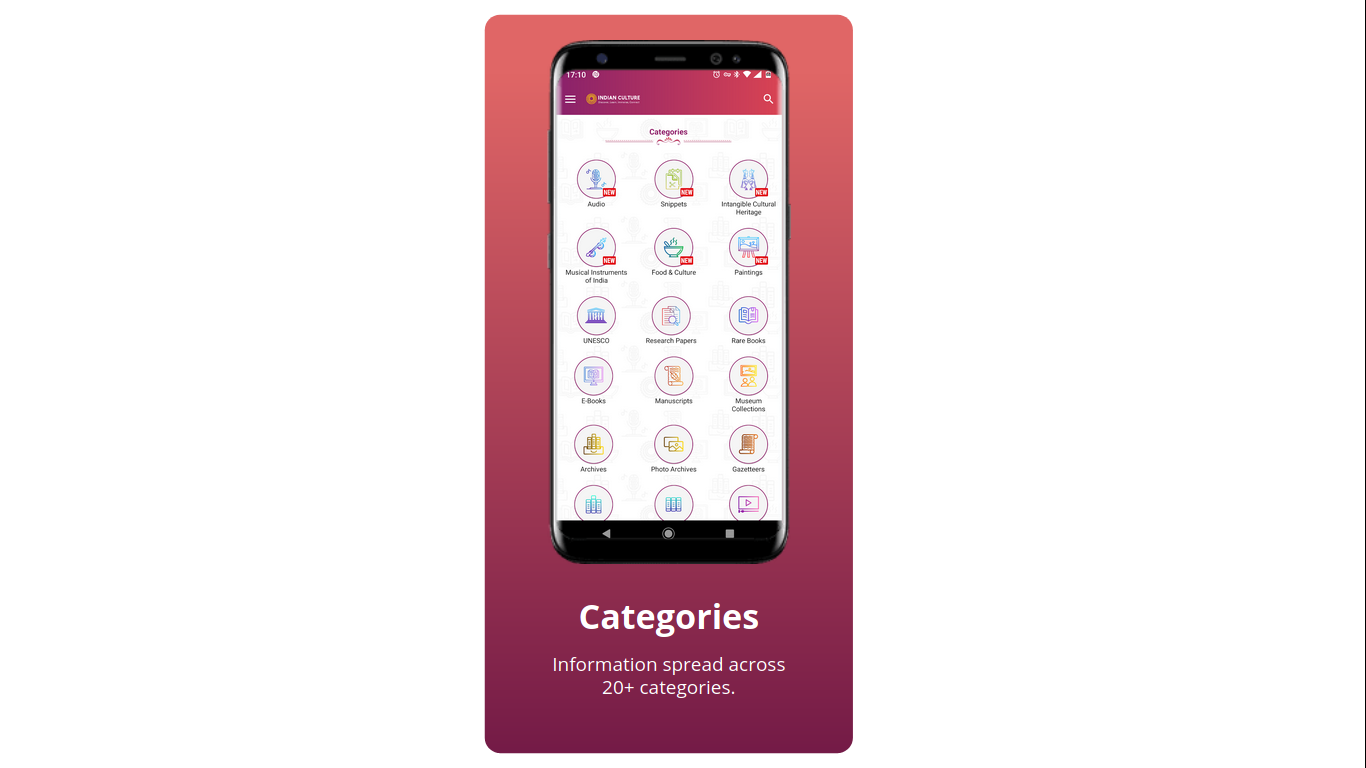 17:10
INDIAN CULTURE
Categories
NEW NEW NEW
Audio Snippets Intangible Cultural
Heritage
NEW NEW NEW
Musical Instruments Food & Culture Paintings
of India
UNESCO Research Papers Rare Books
E-Books Manuscripts Museum
Collections
Archives Photo Archives Gazetteers
Categories
Information spread across
20+ categories.